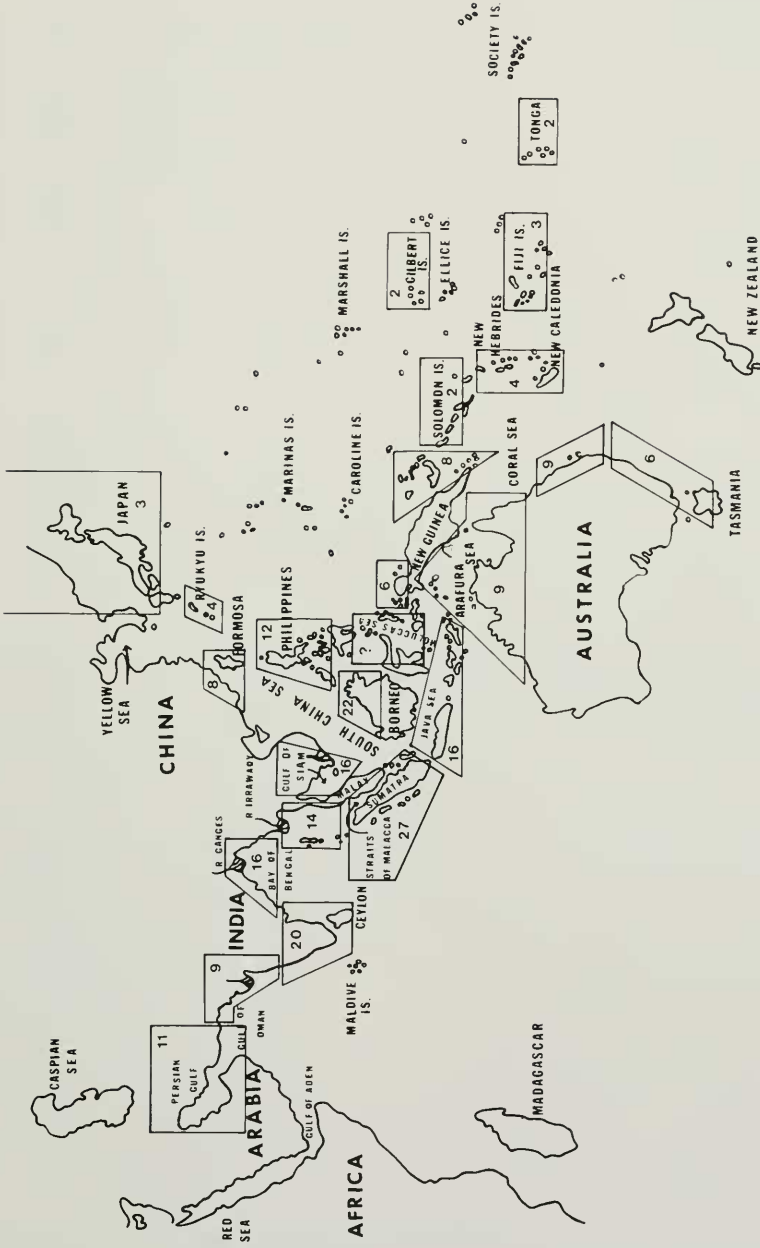 CASPIAN
SEA
RED
SEA
PERSIAN
GULF
11
ARABIA
GULF OF
OMAN
GULF OF ADEN
AFRICA
MADAGASCAR
9
INDIA
20
CEYLON
MALDIVE
IS.
R GANGES
16
BAY OF
BENGAL
R IRRAWADY
14
CHINA
YELLOW
SEA
8
FORMOSA
JAPAN
3
RYUKYU IS.
4
GULF OF
SIAM
16
MALAY
SUMATRA
STRAITS
OF MALACCA
27
SOUTH CHINA SEA
12
PHILIPPINES
22
BORNEO
?
MOLUCCAS SEA
JAVA SEA
16
6
NEW GUINEA
8
ARAFURA
SEA
9
CORAL SEA
AUSTRALIA
9
6
TASMANIA
MARINAS IS.
CAROLINE IS.
MARSHALL IS.
2
GILBERT
IS.
ELLICE IS.
SOLOMON IS.
2
NEW
HEBRIDES
4
NEW CALEDONIA
FIJI IS.
3
TONGA
2
SOCIETY IS.
NEW ZEALAND